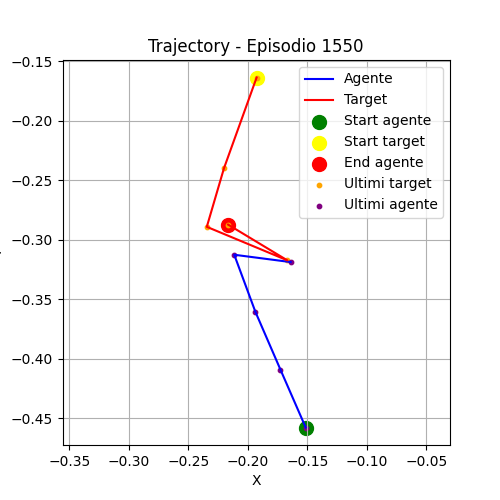 Trajectory - Episodio 1550
Agente
Target
Start agente
Start target
End agente
Ultimi target
Ultimi agente
−0.15
−0.20
−0.25
−0.30
−0.35
−0.40
−0.45
−0.35
−0.30
−0.25
−0.20
−0.15
−0.10
−0.05
X